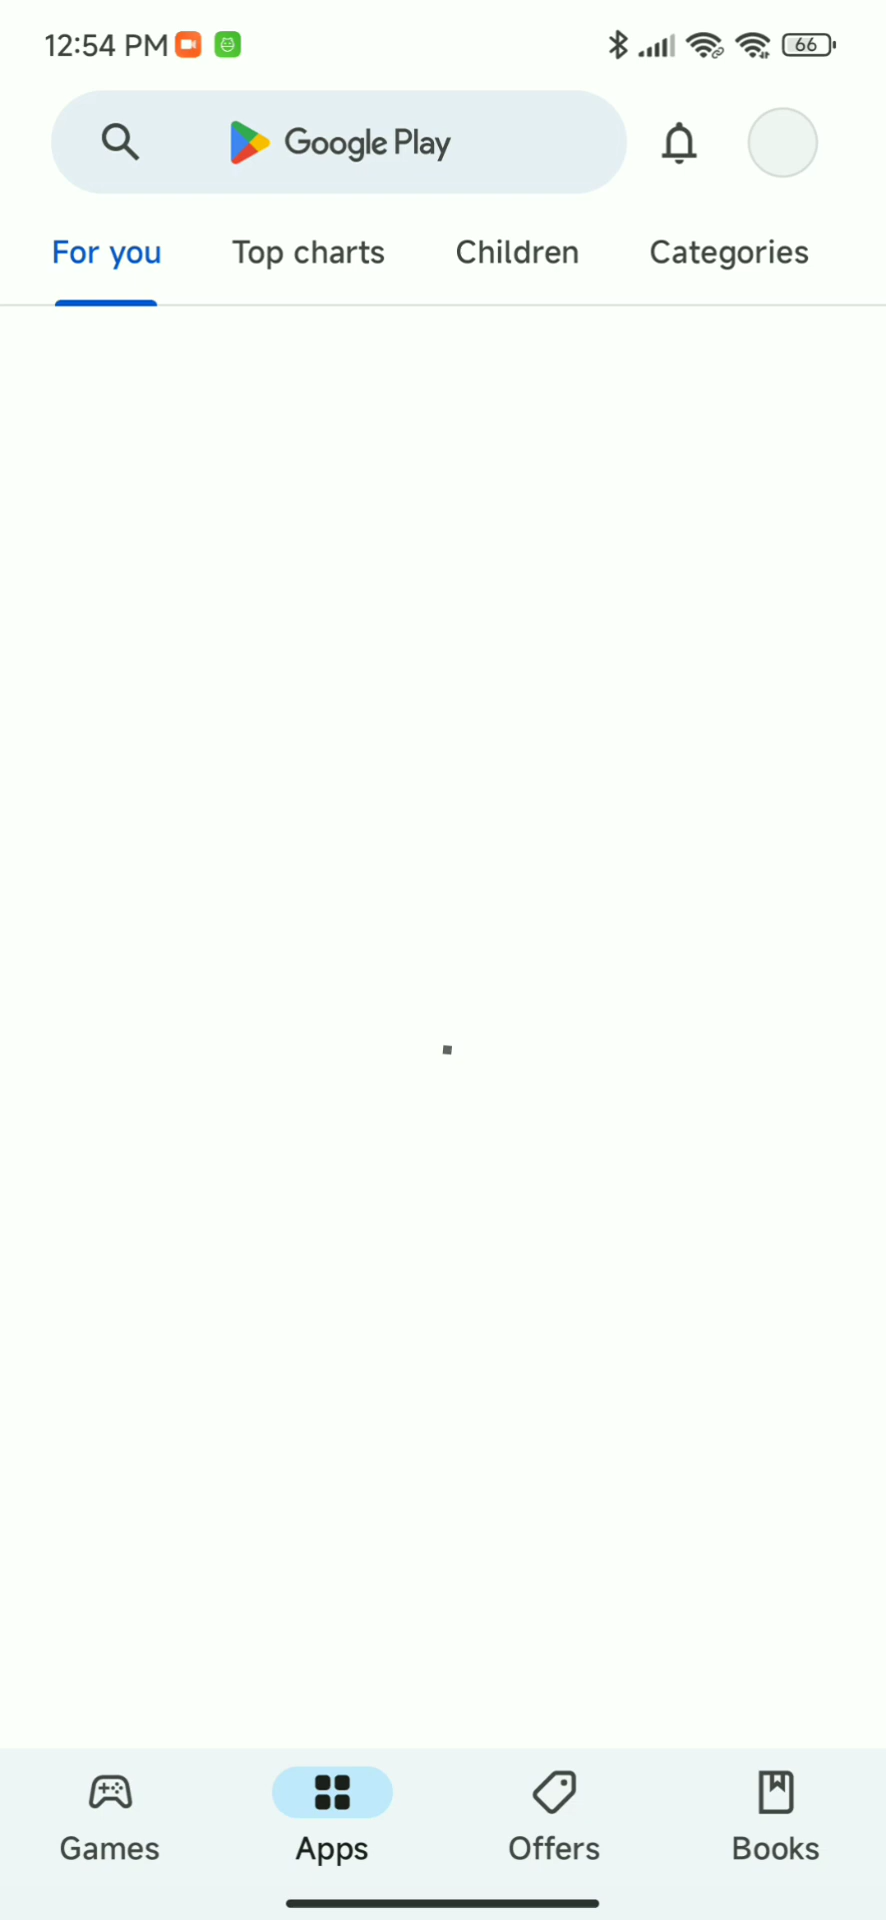 12:54 PM
66
Google Play
For you
Top charts
Children
Categories
Games
Apps
Offers
Books